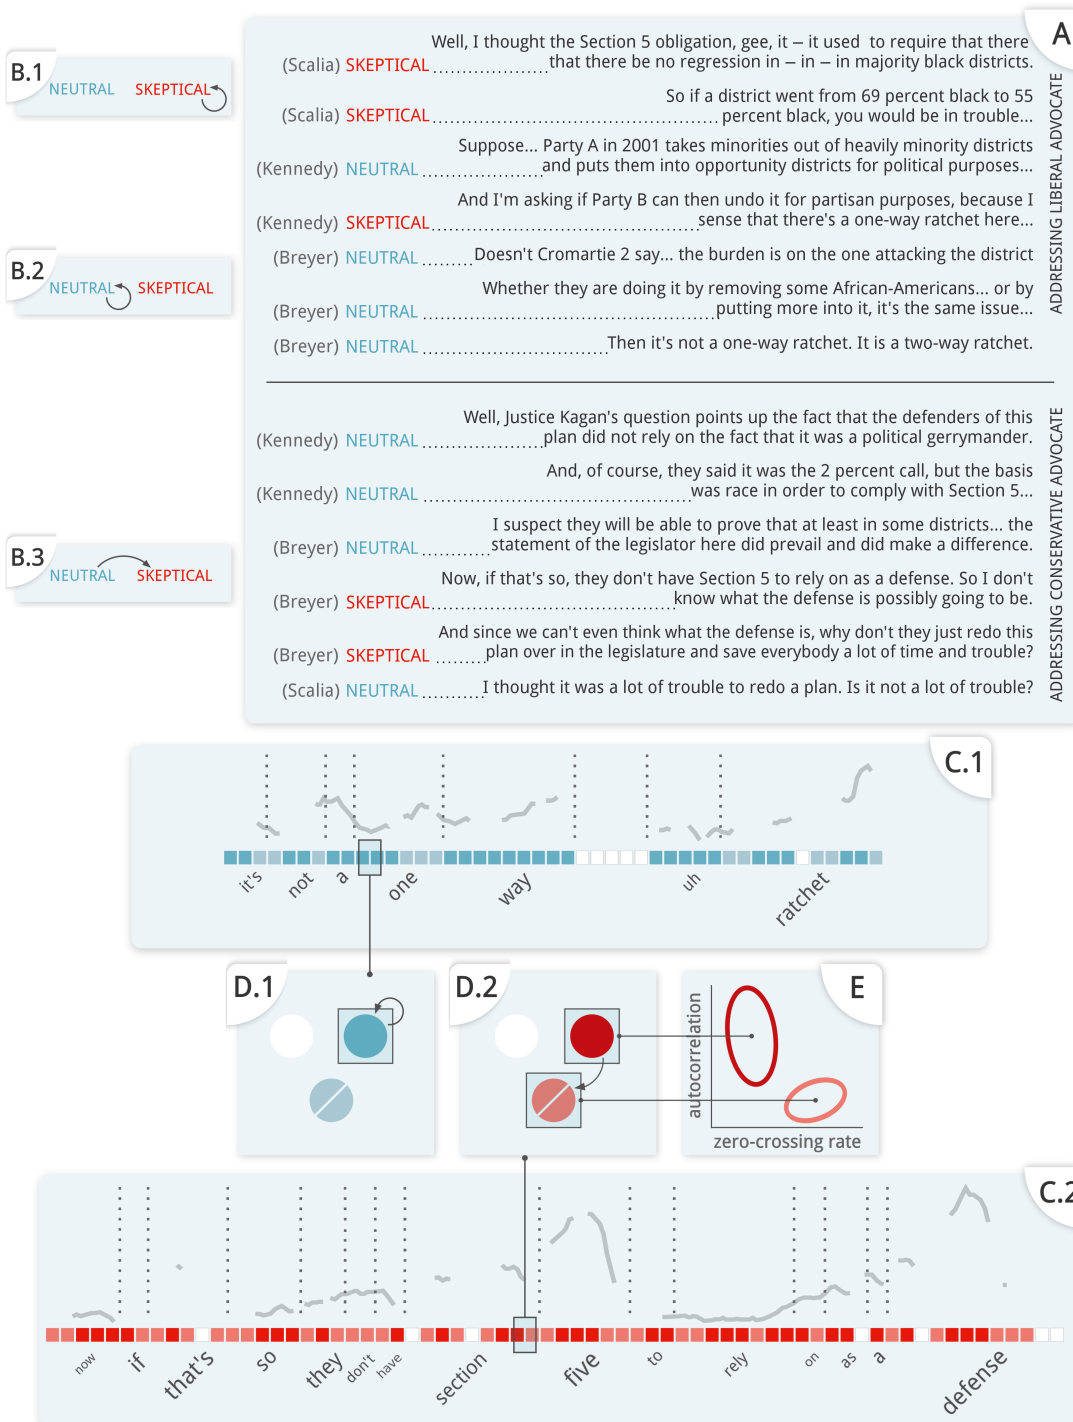 A
B.1
NEUTRAL SKEPTICAL
Well, I thought the Section 5 obligation, gee, it – it used to require that there
(Scalia) SKEPTICAL ....................that there be no regression in – in – in majority black districts.
So if a district went from 69 percent black to 55
(Scalia) SKEPTICAL ................................................. percent black, you would be in trouble...
Suppose... Party A in 2001 takes minorities out of heavily minority districts
(Kennedy) NEUTRAL .....................and puts them into opportunity districts for political purposes...
And I'm asking if Party B can then undo it for partisan purposes, because I
(Kennedy) SKEPTICAL..............................................sense that there's a one-way ratchet here...
B.2
NEUTRAL SKEPTICAL
(Breyer) NEUTRAL .........Doesn't Cromartie 2 say... the burden is on the one attacking the district
Whether they are doing it by removing some African-Americans... or by
(Breyer) NEUTRAL ..................................................putting more into it, it's the same issue...
(Breyer) NEUTRAL ................................Then it's not a one-way ratchet. It is a two-way ratchet.
ADDRESSING LIBERAL ADVOCATE
Well, Justice Kagan's question points up the fact that the defenders of this
(Kennedy) NEUTRAL .....................plan did not rely on the fact that it was a political gerrymander.
And, of course, they said it was the 2 percent call, but the basis
(Kennedy) NEUTRAL ..............................................was race in order to comply with Section 5...
I suspect they will be able to prove that at least in some districts... the
(Breyer) NEUTRAL ............statement of the legislator here did prevail and did make a difference.
B.3
NEUTRAL SKEPTICAL
Now, if that's so, they don't have Section 5 to rely on as a defense. So I don't
(Breyer) SKEPTICAL..........................................know what the defense is possibly going to be.
And since we can't even think what the defense is, why don't they just redo this
(Breyer) SKEPTICAL .........plan over in the legislature and save everybody a lot of time and trouble?
(Scalia) NEUTRAL ...........I thought it was a lot of trouble to redo a plan. Is it not a lot of trouble?
ADDRESSING CONSERVATIVE ADVOCATE
C.1
it's not a one way uh ratchet
D.1
D.2
E
autocorrelation
zero-crossing rate
C.2
now if that's so they don't have section five to rely on as a defense